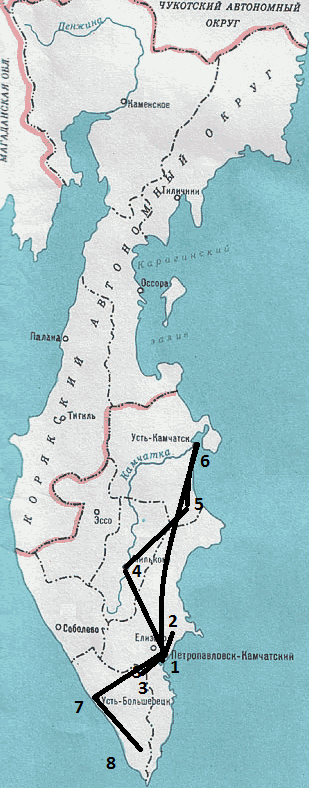 ЧУКОТСКИЙ АВТОНОМНЫЙ
ОКРУГ
Пенжина
МАГАДАНСКАЯ ОБЛ.
Каменское
КОРЯКСКИЙ АВТОНОМНЫЙ ОКРУГ
Тиличики
Карагинский
залив
Оссора
Палана
Тигиль
Усть-Камчатск
6
Камчатка
5
Эссо
4
2
Соболево
Петропавловск-Камчатский
1
3
7
Усть-Большерецк
8